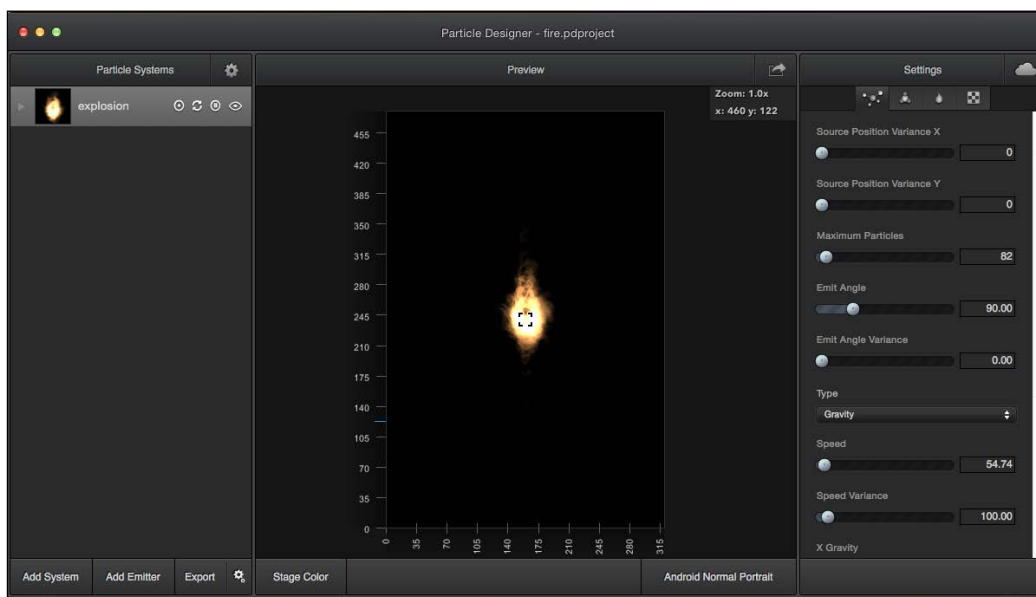 Particle Designer - fire.pdproject
Particle Systems
Preview
Settings
explosion
Zoom: 1.0x
x: 460 y: 122
455
420
385
350
315
280
245
210
175
140
105
70
35
0
0 35 70 105 140 175 210 245 280 315
Source Position Variance X
0
Source Position Variance Y
0
Maximum Particles
82
Emit Angle
90.00
Emit Angle Variance
0.00
Type
Gravity
Speed
54.74
Speed Variance
100.00
X Gravity
Add System Add Emitter Export Stage Color Android Normal Portrait